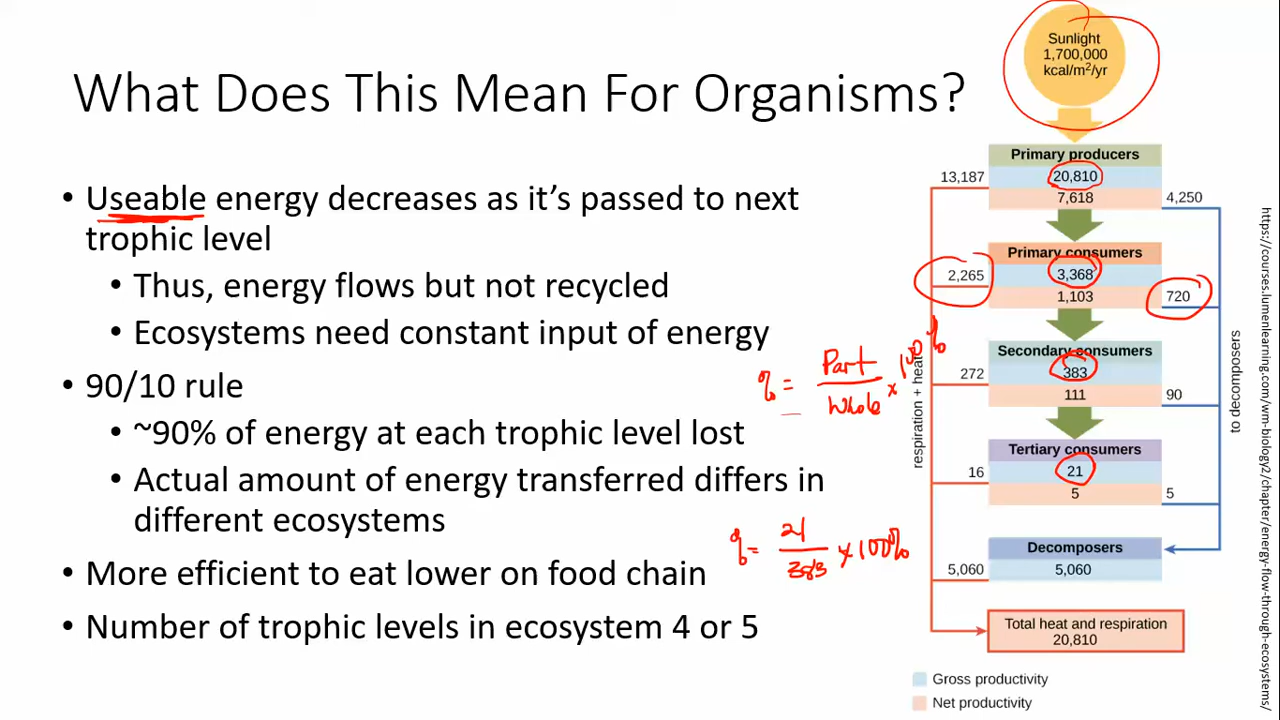 What Does This Mean For Organisms?
• Useable energy decreases as it's passed to next
trophic level
• Thus, energy flows but not recycled
• Ecosystems need constant input of energy
• 90/10 rule
• ~90% of energy at each trophic level lost
• Actual amount of energy transferred differs in
different ecosystems
• More efficient to eat lower on food chain
• Number of trophic levels in ecosystem 4 or 5
% = Part / Whole × 100%
% = 21 / 383 × 100%
Sunlight
1,700,000
kcal/m²/yr
Primary producers
13,187
20,810
7,618
4,250
Primary consumers
2,265
3,368
1,103
720
Secondary consumers
272
383
111
90
Tertiary consumers
16
21
5
5
Decomposers
5,060
5,060
Total heat and respiration
20,810
respiration + heat
to decomposers
Gross productivity
Net productivity
https://courses.lumenlearning.com/wm-biology2/chapter/energy-flow-through-ecosystems/